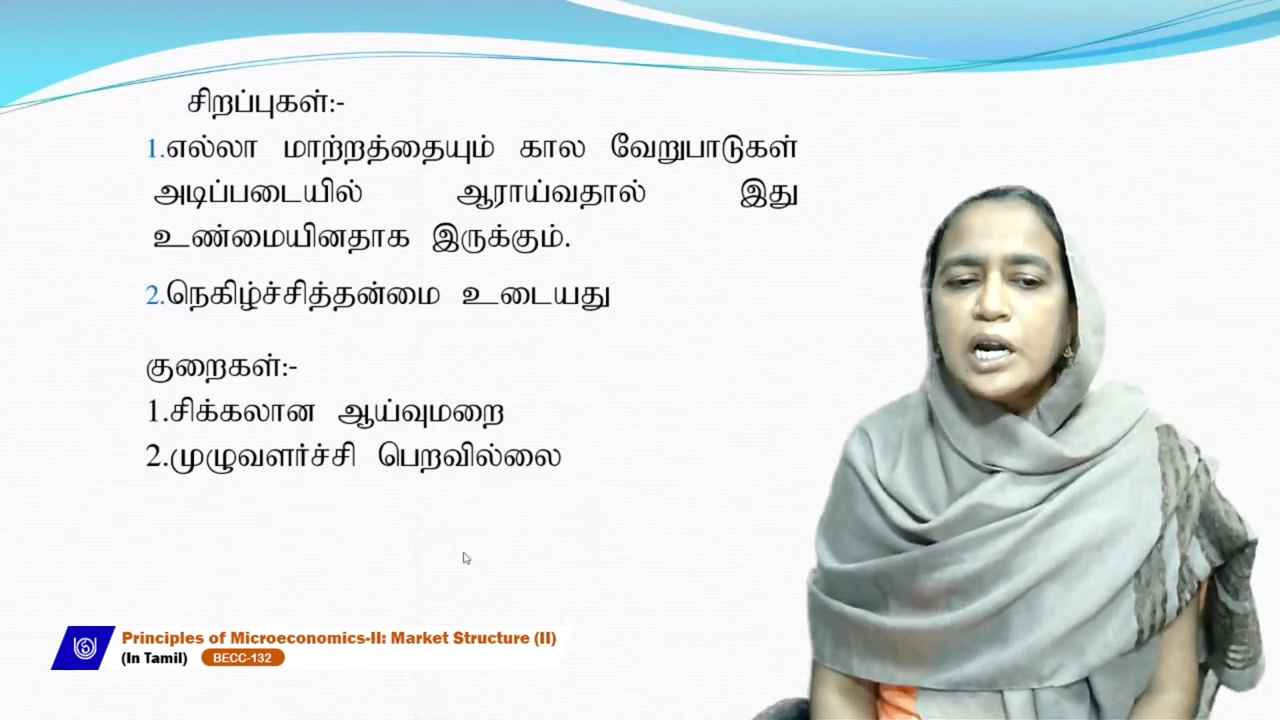 சிறப்புகள்:-
1.எல்லா மாற்றத்தையும் கால வேறுபாடுகள்
அடிப்படையில் ஆராய்வதால் இது
உண்மையினதாக இருக்கும்.
2.நெகிழ்ச்சித்தன்மை உடையது
குறைகள்:-
1.சிக்கலான ஆய்வுமறை
2.முழுவளர்ச்சி பெறவில்லை
Principles of Microeconomics-II: Market Structure (II)
(In Tamil) BECC-132